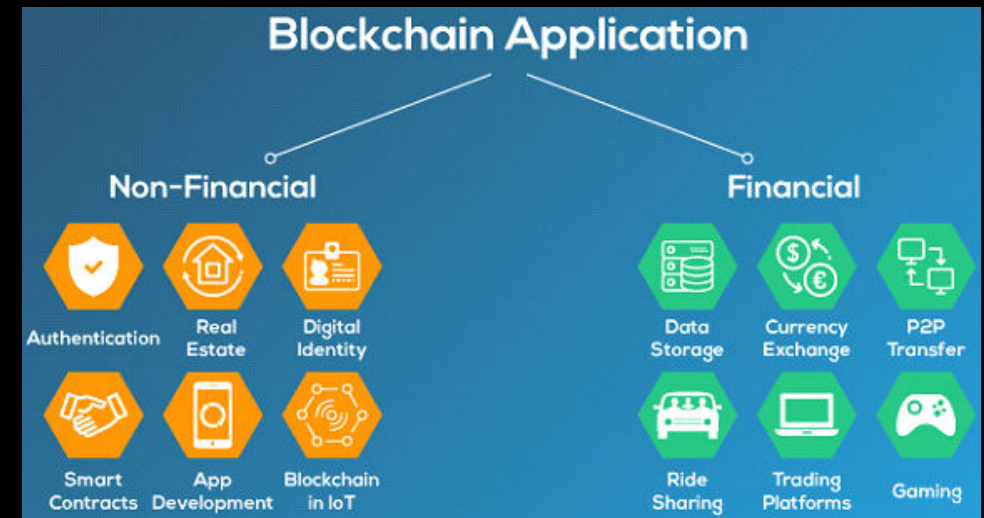 Blockchain Application
Non-Financial
Financial
Authentication
Real
Estate
Digital
Identity
Data
Storage
Currency
Exchange
P2P
Transfer
Smart
Contracts
App
Development
Blockchain
in IoT
Ride
Sharing
Trading
Platforms
Gaming